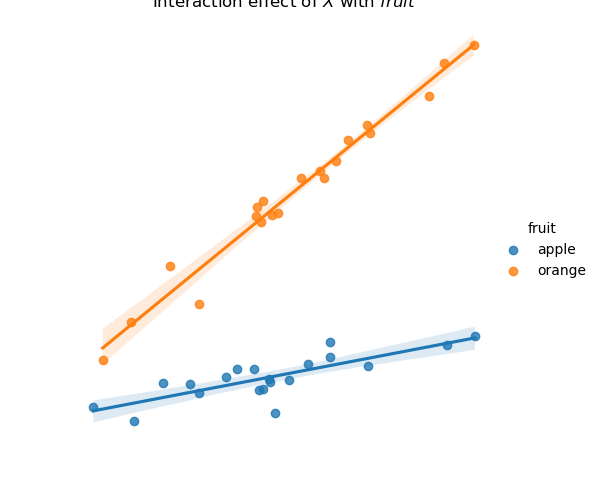 Interaction effect of X with fruit
fruit
apple
orange